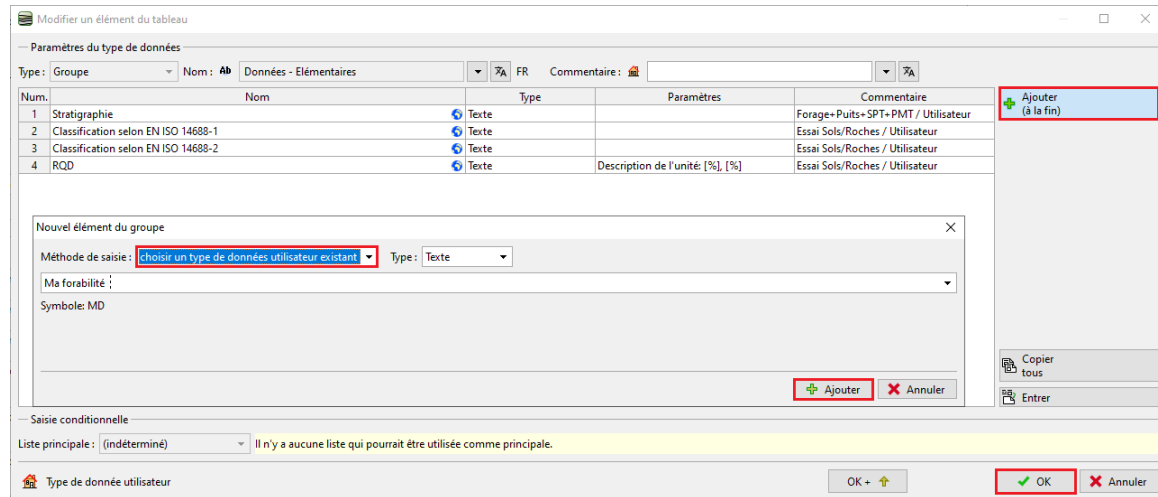 Modifier un élément du tableau
Paramètres du type de données
Type : Groupe Nom : Ab Données - Elémentaires FR Commentaire :
Num. Nom Type Paramètres Commentaire
1 Stratigraphie Texte Forage+Puits+SPT+PMT / Utilisateur
2 Classification selon EN ISO 14688-1 Texte Essai Sols/Roches / Utilisateur
3 Classification selon EN ISO 14688-2 Texte Essai Sols/Roches / Utilisateur
4 RQD Texte Description de l'unité: [%], [%] Essai Sols/Roches / Utilisateur
Ajouter
(à la fin)
Nouvel élément du groupe
Méthode de saisie : choisir un type de données utilisateur existant Type : Texte
Ma forabilité
Symbole: MD
Ajouter Annuler
Copier
tous
Entrer
Saisie conditionnelle
Liste principale : (indéterminé) Il n'y a aucune liste qui pourrait être utilisée comme principale.
Type de donnée utilisateur OK + OK Annuler